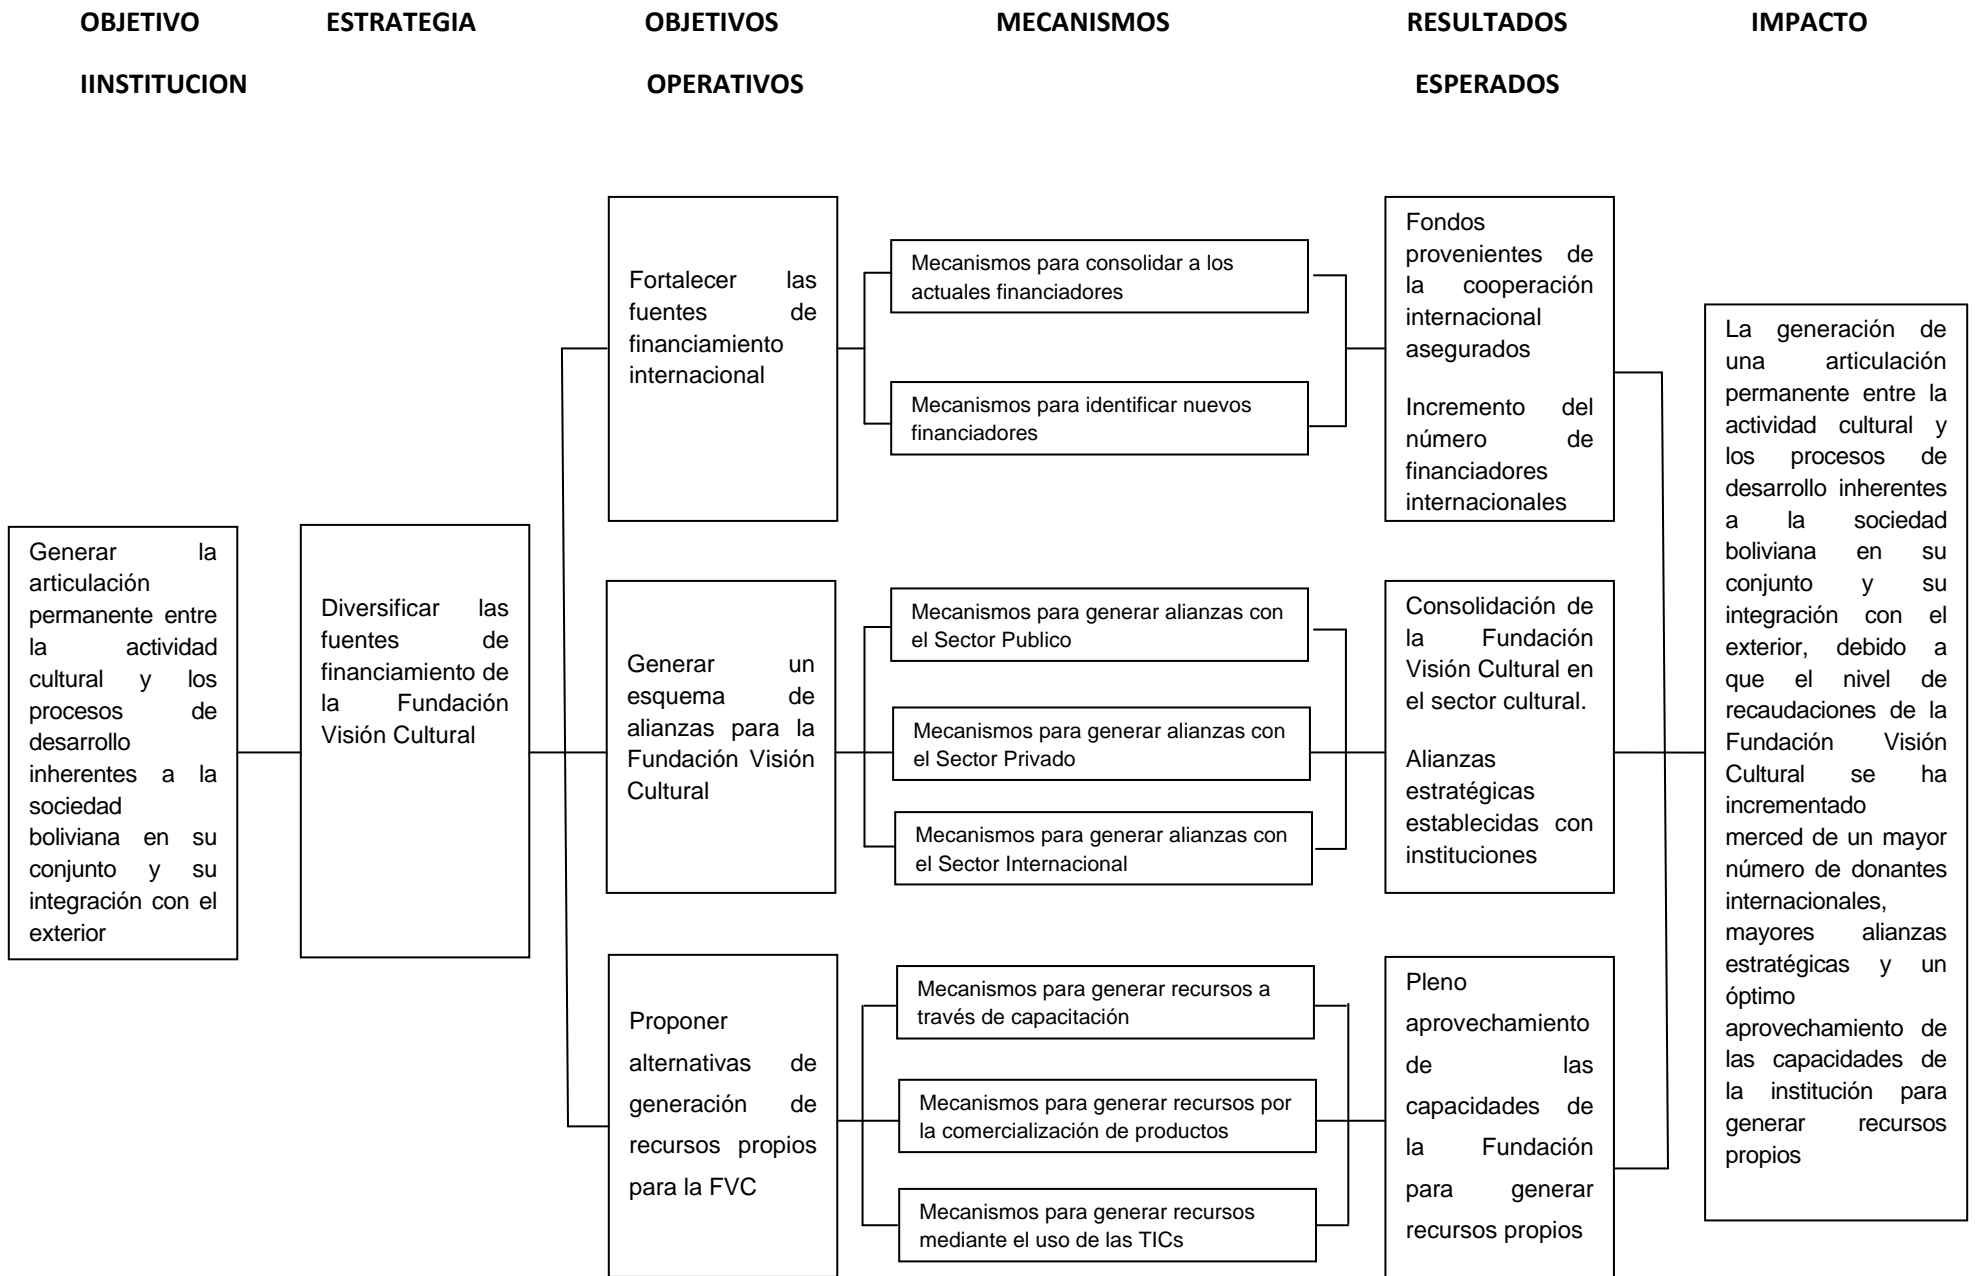 OBJETIVO ESTRATEGIA OBJETIVOS MECANISMOS RESULTADOS IMPACTO
IINSTITUCION OPERATIVOS ESPERADOS
Generar la
articulación
permanente entre
la actividad
cultural y los
procesos de
desarrollo
inherentes a la
sociedad
boliviana en su
conjunto y su
integración con el
exterior
Diversificar las
fuentes de
financiamiento de
la Fundación
Visión Cultural
Fortalecer las
fuentes de
financiamiento
internacional
Mecanismos para consolidar a los
actuales financiadores
Mecanismos para identificar nuevos
financiadores
Fondos
provenientes de
la cooperación
internacional
asegurados
Incremento del
número de
financiadores
internacionales
Generar un
esquema de
alianzas para la
Fundación Visión
Cultural
Mecanismos para generar alianzas con
el Sector Publico
Mecanismos para generar alianzas con
el Sector Privado
Mecanismos para generar alianzas con
el Sector Internacional
Consolidación de
la Fundación
Visión Cultural en
el sector cultural.
Alianzas
estratégicas
establecidas con
instituciones
Proponer
alternativas de
generación de
recursos propios
para la FVC
Mecanismos para generar recursos a
través de capacitación
Mecanismos para generar recursos por
la comercialización de productos
Mecanismos para generar recursos
mediante el uso de las TICs
Pleno
aprovechamiento
de las
capacidades de
la Fundación
para generar
recursos propios
La generación de
una articulación
permanente entre la
actividad cultural y
los procesos de
desarrollo inherentes
a la sociedad
boliviana en su
conjunto y su
integración con el
exterior, debido a
que el nivel de
recaudaciones de la
Fundación Visión
Cultural se ha
incrementado
merced de un mayor
número de donantes
internacionales,
mayores alianzas
estratégicas y un
óptimo
aprovechamiento de
las capacidades de
la institución para
generar recursos
propios